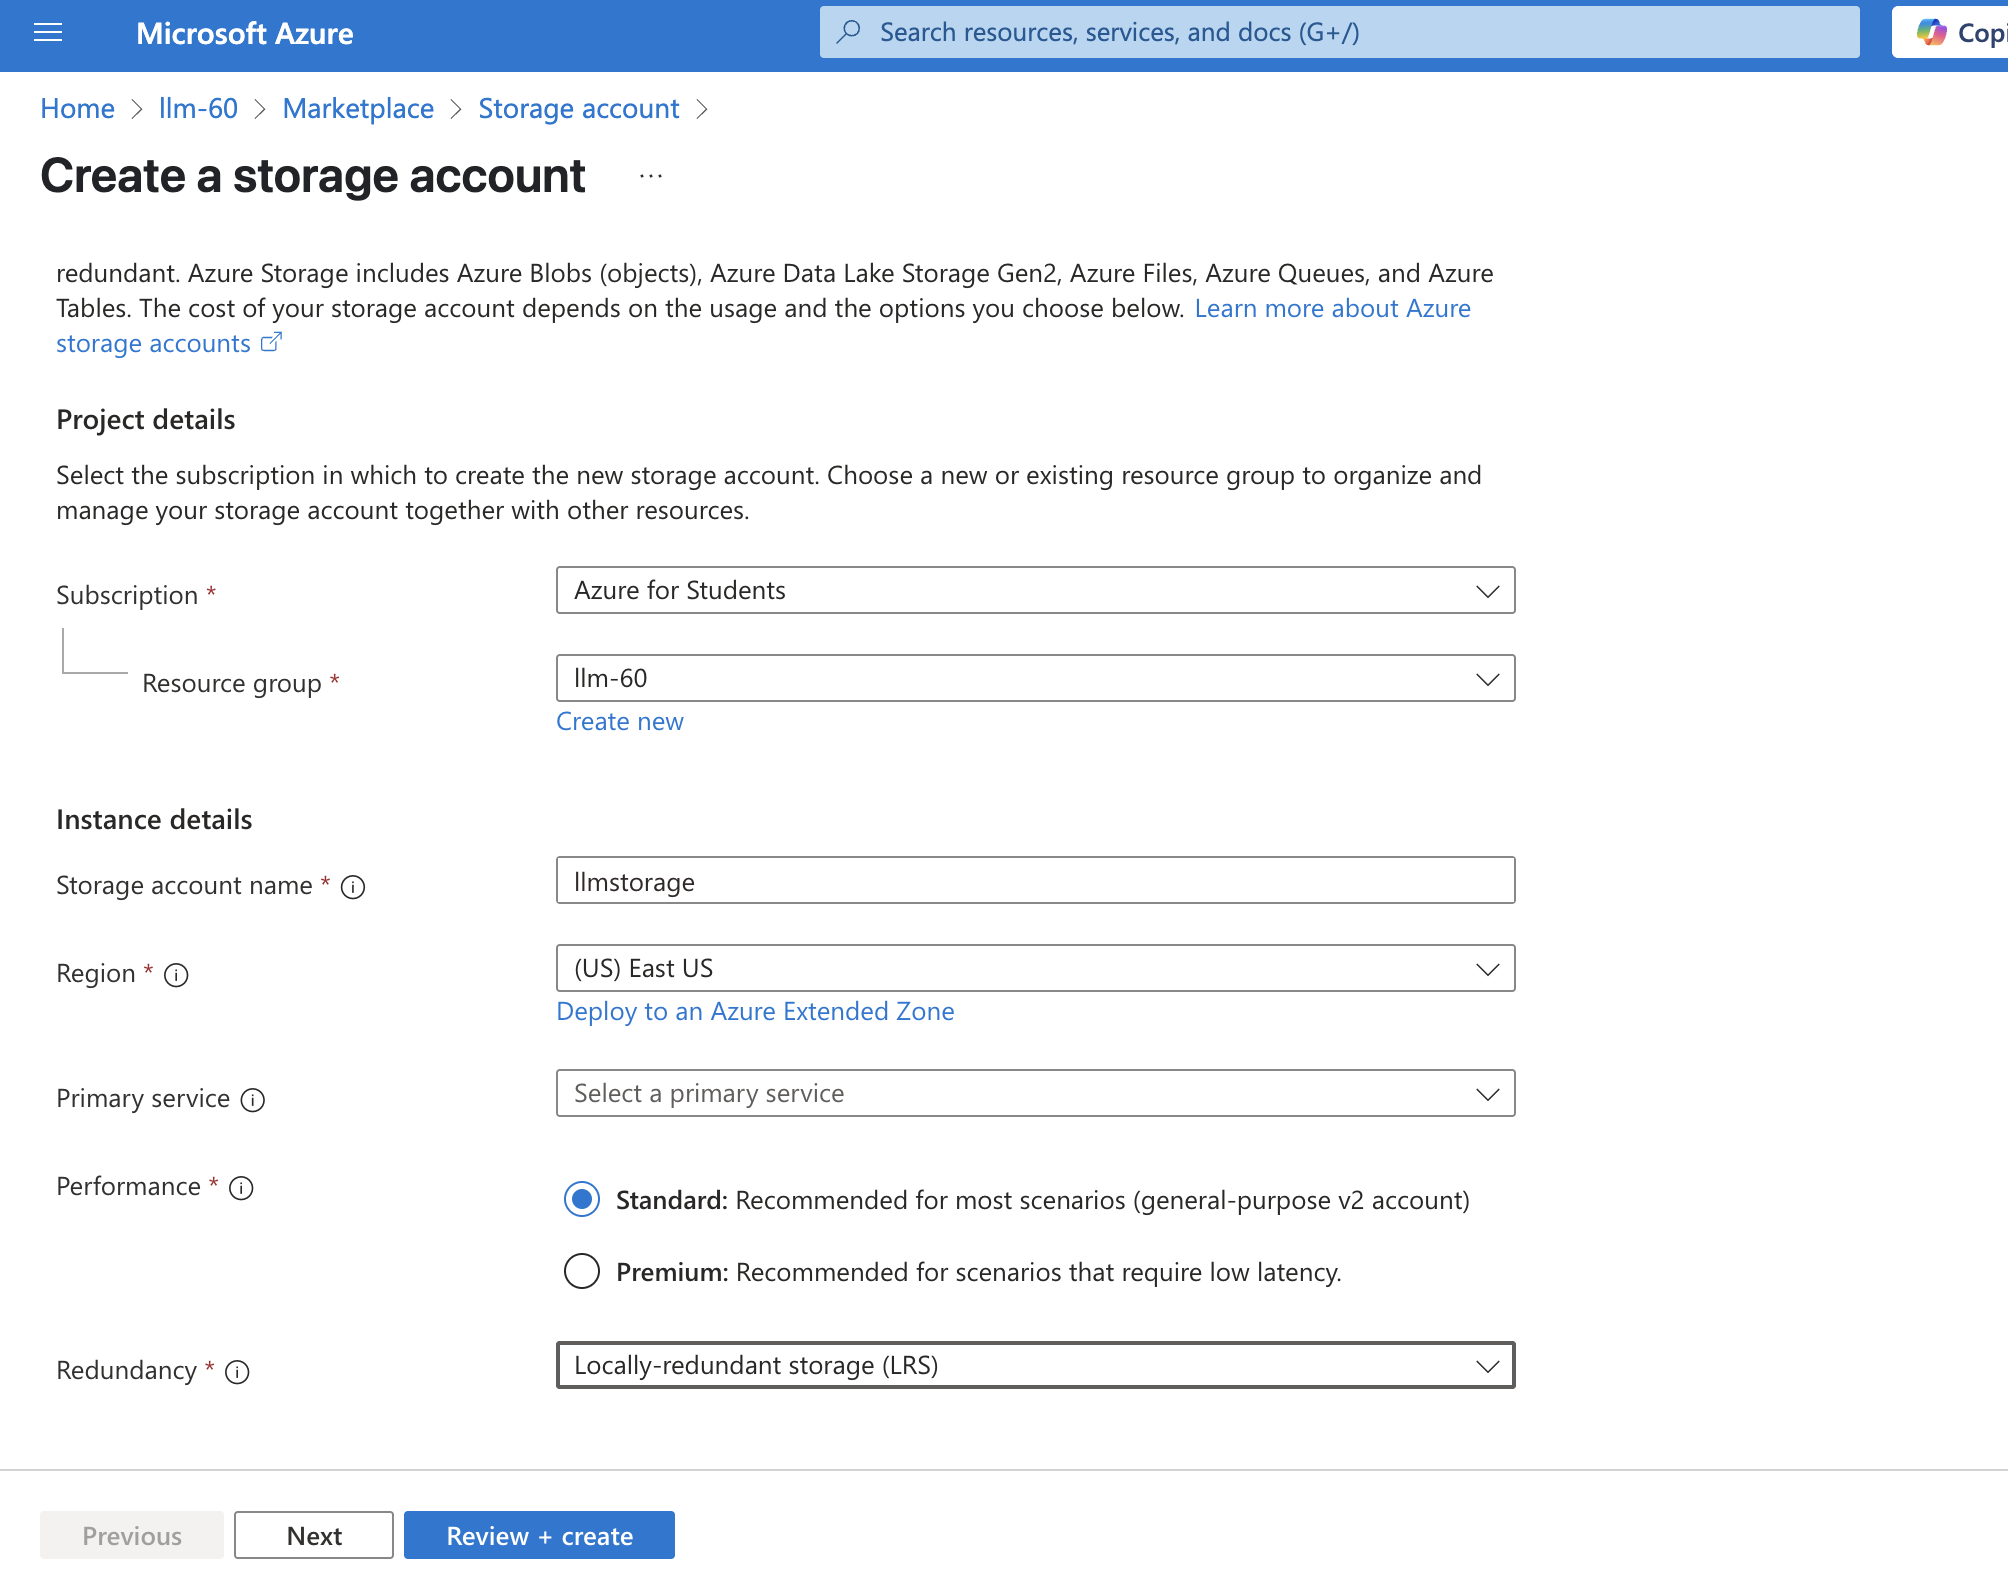 Microsoft Azure
Search resources, services, and docs (G+/)
Copi
Home > llm-60 > Marketplace > Storage account >
Create a storage account ...
redundant. Azure Storage includes Azure Blobs (objects), Azure Data Lake Storage Gen2, Azure Files, Azure Queues, and Azure
Tables. The cost of your storage account depends on the usage and the options you choose below. Learn more about Azure
storage accounts
Project details
Select the subscription in which to create the new storage account. Choose a new or existing resource group to organize and
manage your storage account together with other resources.
Subscription *
Azure for Students
Resource group *
llm-60
Create new
Instance details
Storage account name *
llmstorage
Region *
(US) East US
Deploy to an Azure Extended Zone
Primary service
Select a primary service
Performance *
Standard: Recommended for most scenarios (general-purpose v2 account)
Premium: Recommended for scenarios that require low latency.
Redundancy *
Locally-redundant storage (LRS)
Previous
Next
Review + create